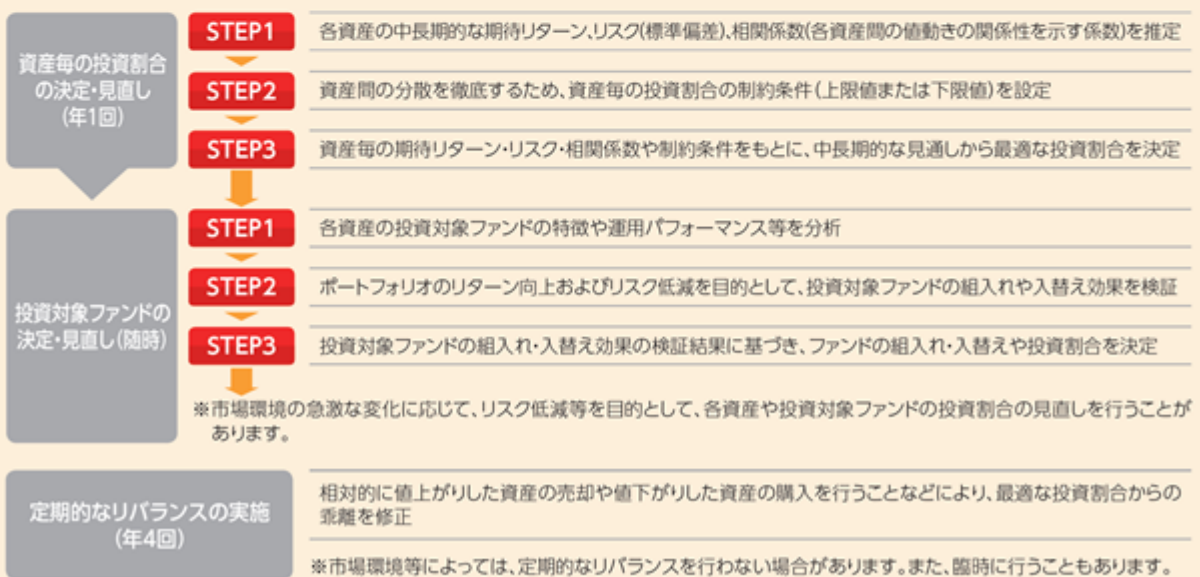 資産毎の投資割合
の決定・見直し
(年1回)
STEP1
各資産の中長期的な期待リターン、リスク(標準偏差)、相関係数(各資産間の値動きの関係性を示す係数)を推定
STEP2
資産間の分散を徹底するため、資産毎の投資割合の制約条件(上限値または下限値)を設定
STEP3
資産毎の期待リターン・リスク・相関係数や制約条件をもとに、中長期的な見通しから最適な投資割合を決定
投資対象ファンドの
決定・見直し(随時)
STEP1
各資産の投資対象ファンドの特徴や運用パフォーマンス等を分析
STEP2
ポートフォリオのリターン向上およびリスク低減を目的として、投資対象ファンドの組入れや入替え効果を検証
STEP3
投資対象ファンドの組入れ・入替え効果の検証結果に基づき、ファンドの組入れ・入替えや投資割合を決定
※市場環境の急激な変化に応じて、リスク低減等を目的として、各資産や投資対象ファンドの投資割合の見直しを行うことが
あります。
定期的なリバランスの実施
(年4回)
相対的に値上がりした資産の売却や値下がりした資産の購入を行うことなどにより、最適な投資割合からの
乖離を修正
※市場環境等によっては、定期的なリバランスを行わない場合があります。また、臨時に行うこともあります。